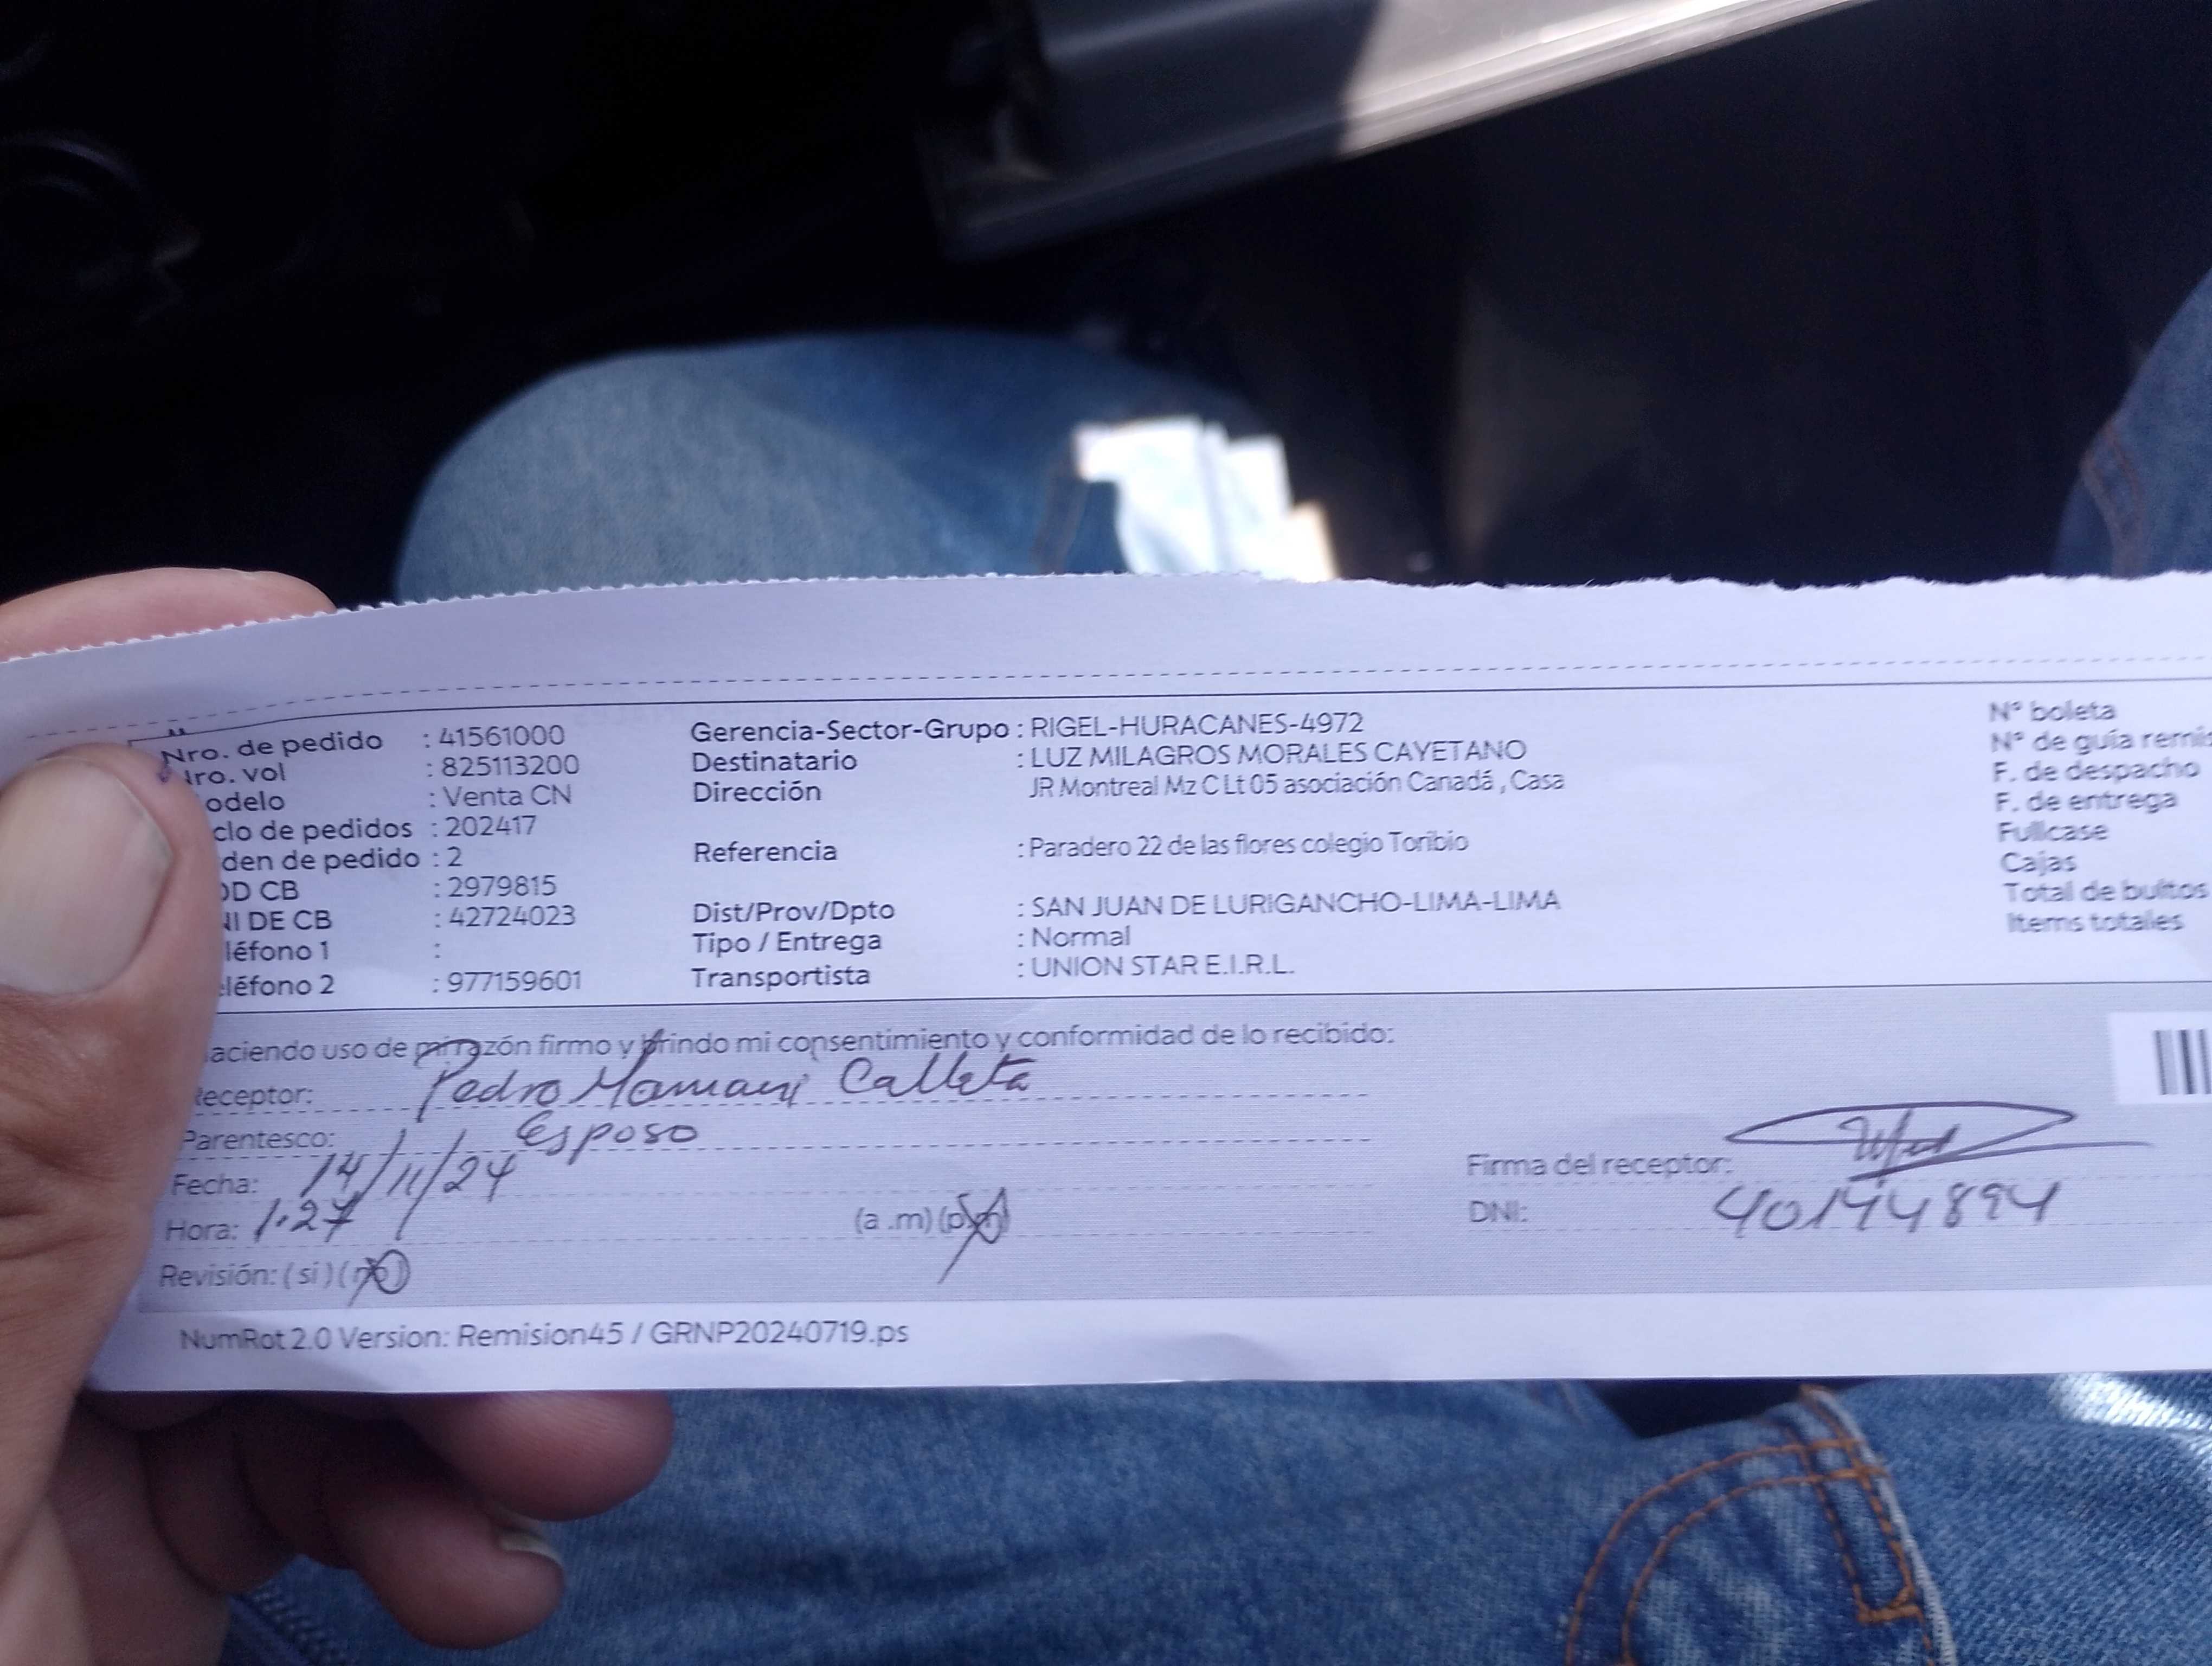 Nro. de pedido : 41561000
Nro. vol : 825113200
odelo : Venta CN
clo de pedidos : 202417
den de pedido : 2
OD CB : 2979815
NI DE CB : 42724023
léfono 1 :
léfono 2 : 977159601
Gerencia-Sector-Grupo : RIGEL-HURACANES-4972
Destinatario : LUZ MILAGROS MORALES CAYETANO
Dirección JR Montreal Mz C Lt 05 asociación Canadá , Casa
Referencia : Paradero 22 de las flores colegio Toribio
Dist/Prov/Dpto : SAN JUAN DE LURIGANCHO-LIMA-LIMA
Tipo / Entrega : Normal
Transportista : UNION STAR E.I.R.L.
N° boleta
N° de guía remis
F. de despacho
F. de entrega
Fullcase
Cajas
Total de bultos
Items totales
aciendo uso de mi razón firmo y brindo mi consentimiento y conformidad de lo recibido:
Receptor: Pedro Mamani Calleta
Parentesco: Esposo
Fecha: 14/11/24
Hora: 1.27 (a .m) (p.m)
Revisión: ( si ) ( no )
Firma del receptor:
DNI: 40144894
NumRot 2.0 Version: Remision45 / GRNP20240719.ps